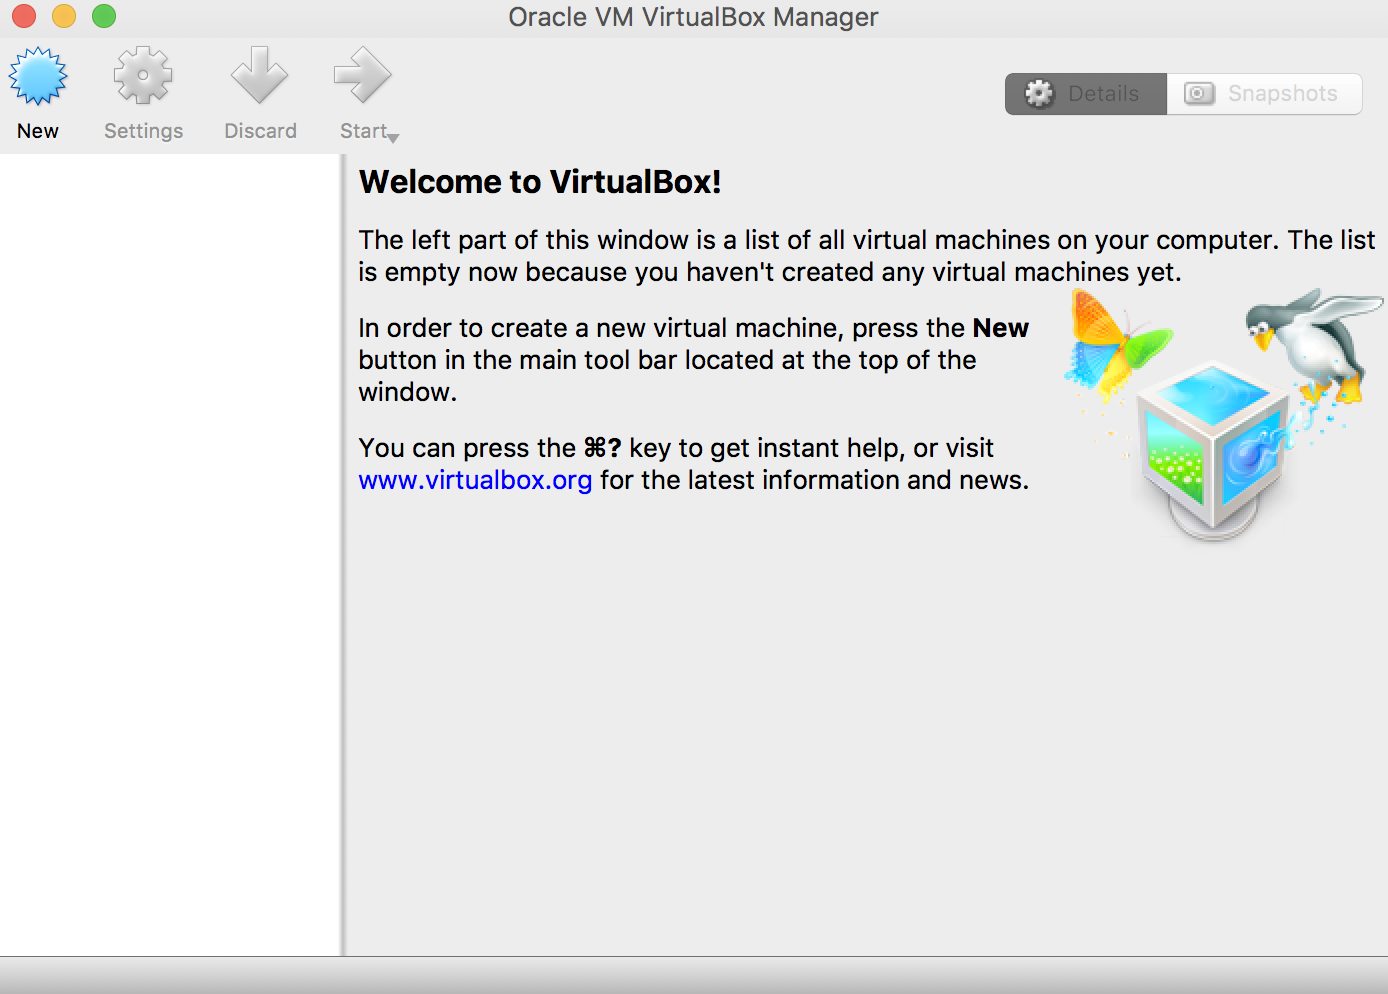 Oracle VM VirtualBox Manager
New
Settings
Discard
Start
Details
Snapshots
Welcome to VirtualBox!
The left part of this window is a list of all virtual machines on your computer. The list
is empty now because you haven't created any virtual machines yet.
In order to create a new virtual machine, press the New
button in the main tool bar located at the top of the
window.
You can press the ⌘? key to get instant help, or visit
www.virtualbox.org for the latest information and news.